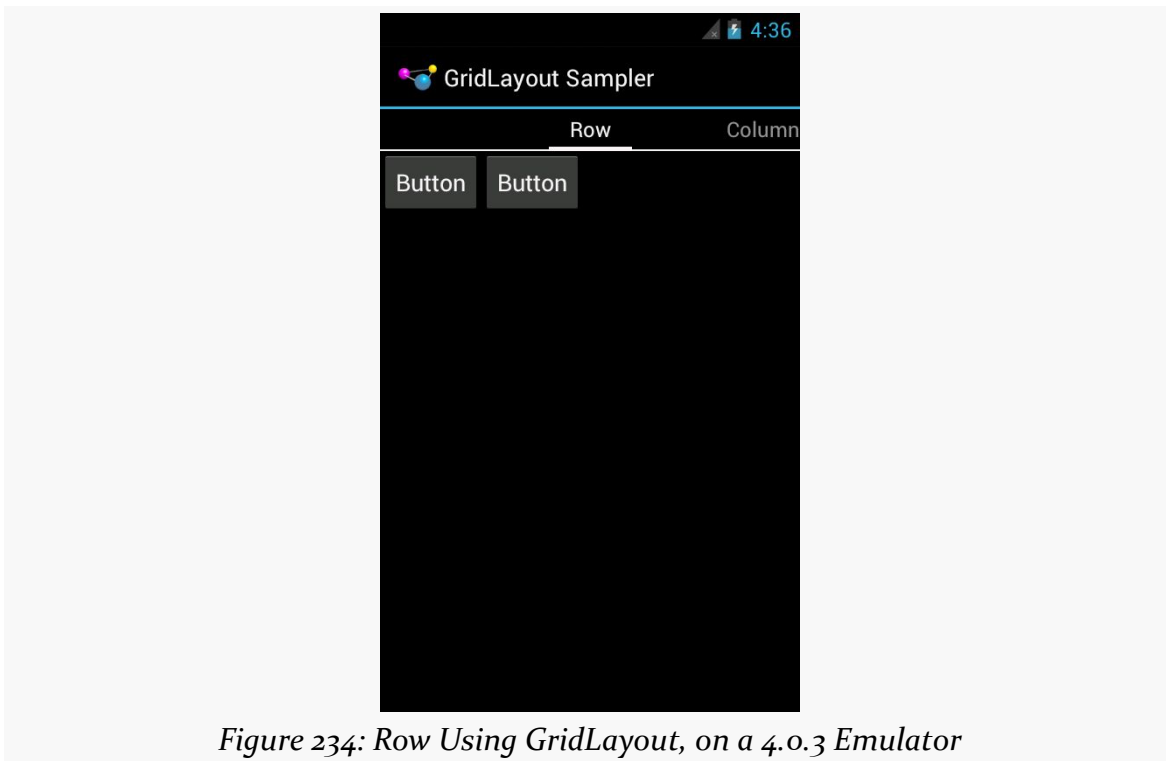 4:36
GridLayout Sampler
Row Column
Button Button
Figure 234: Row Using GridLayout, on a 4.0.3 Emulator